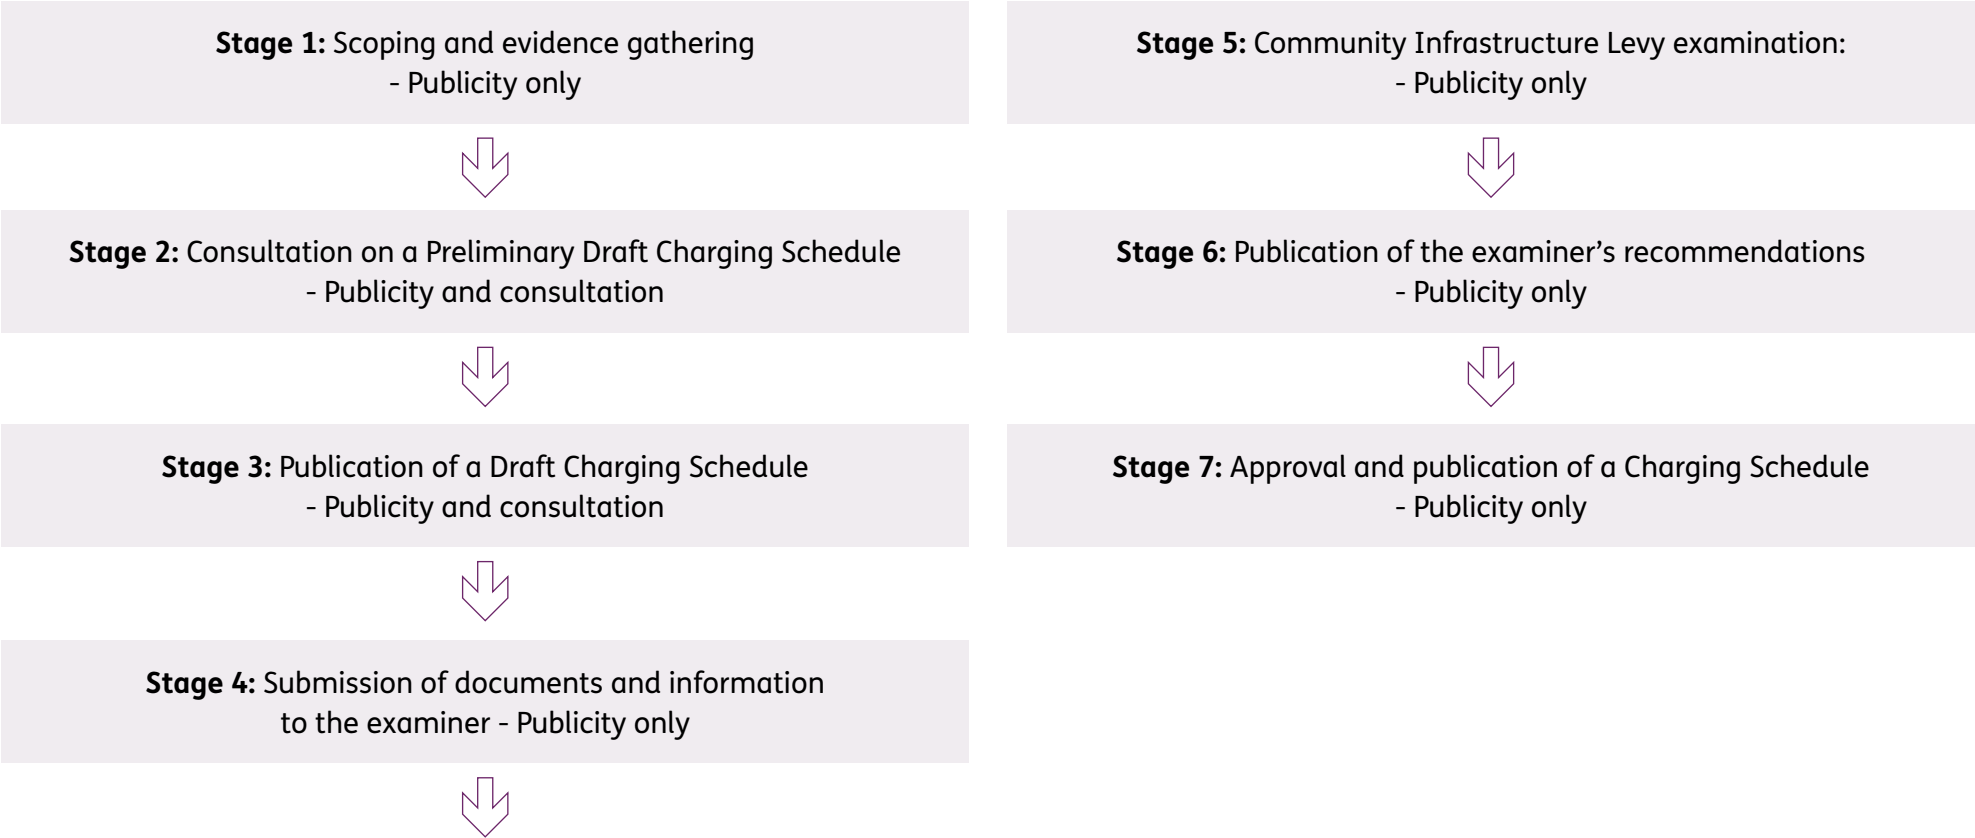 Stage 1: Scoping and evidence gathering
- Publicity only
Stage 2: Consultation on a Preliminary Draft Charging Schedule
- Publicity and consultation
Stage 3: Publication of a Draft Charging Schedule
- Publicity and consultation
Stage 4: Submission of documents and information
to the examiner - Publicity only
Stage 5: Community Infrastructure Levy examination:
- Publicity only
Stage 6: Publication of the examiner’s recommendations
- Publicity only
Stage 7: Approval and publication of a Charging Schedule
- Publicity only